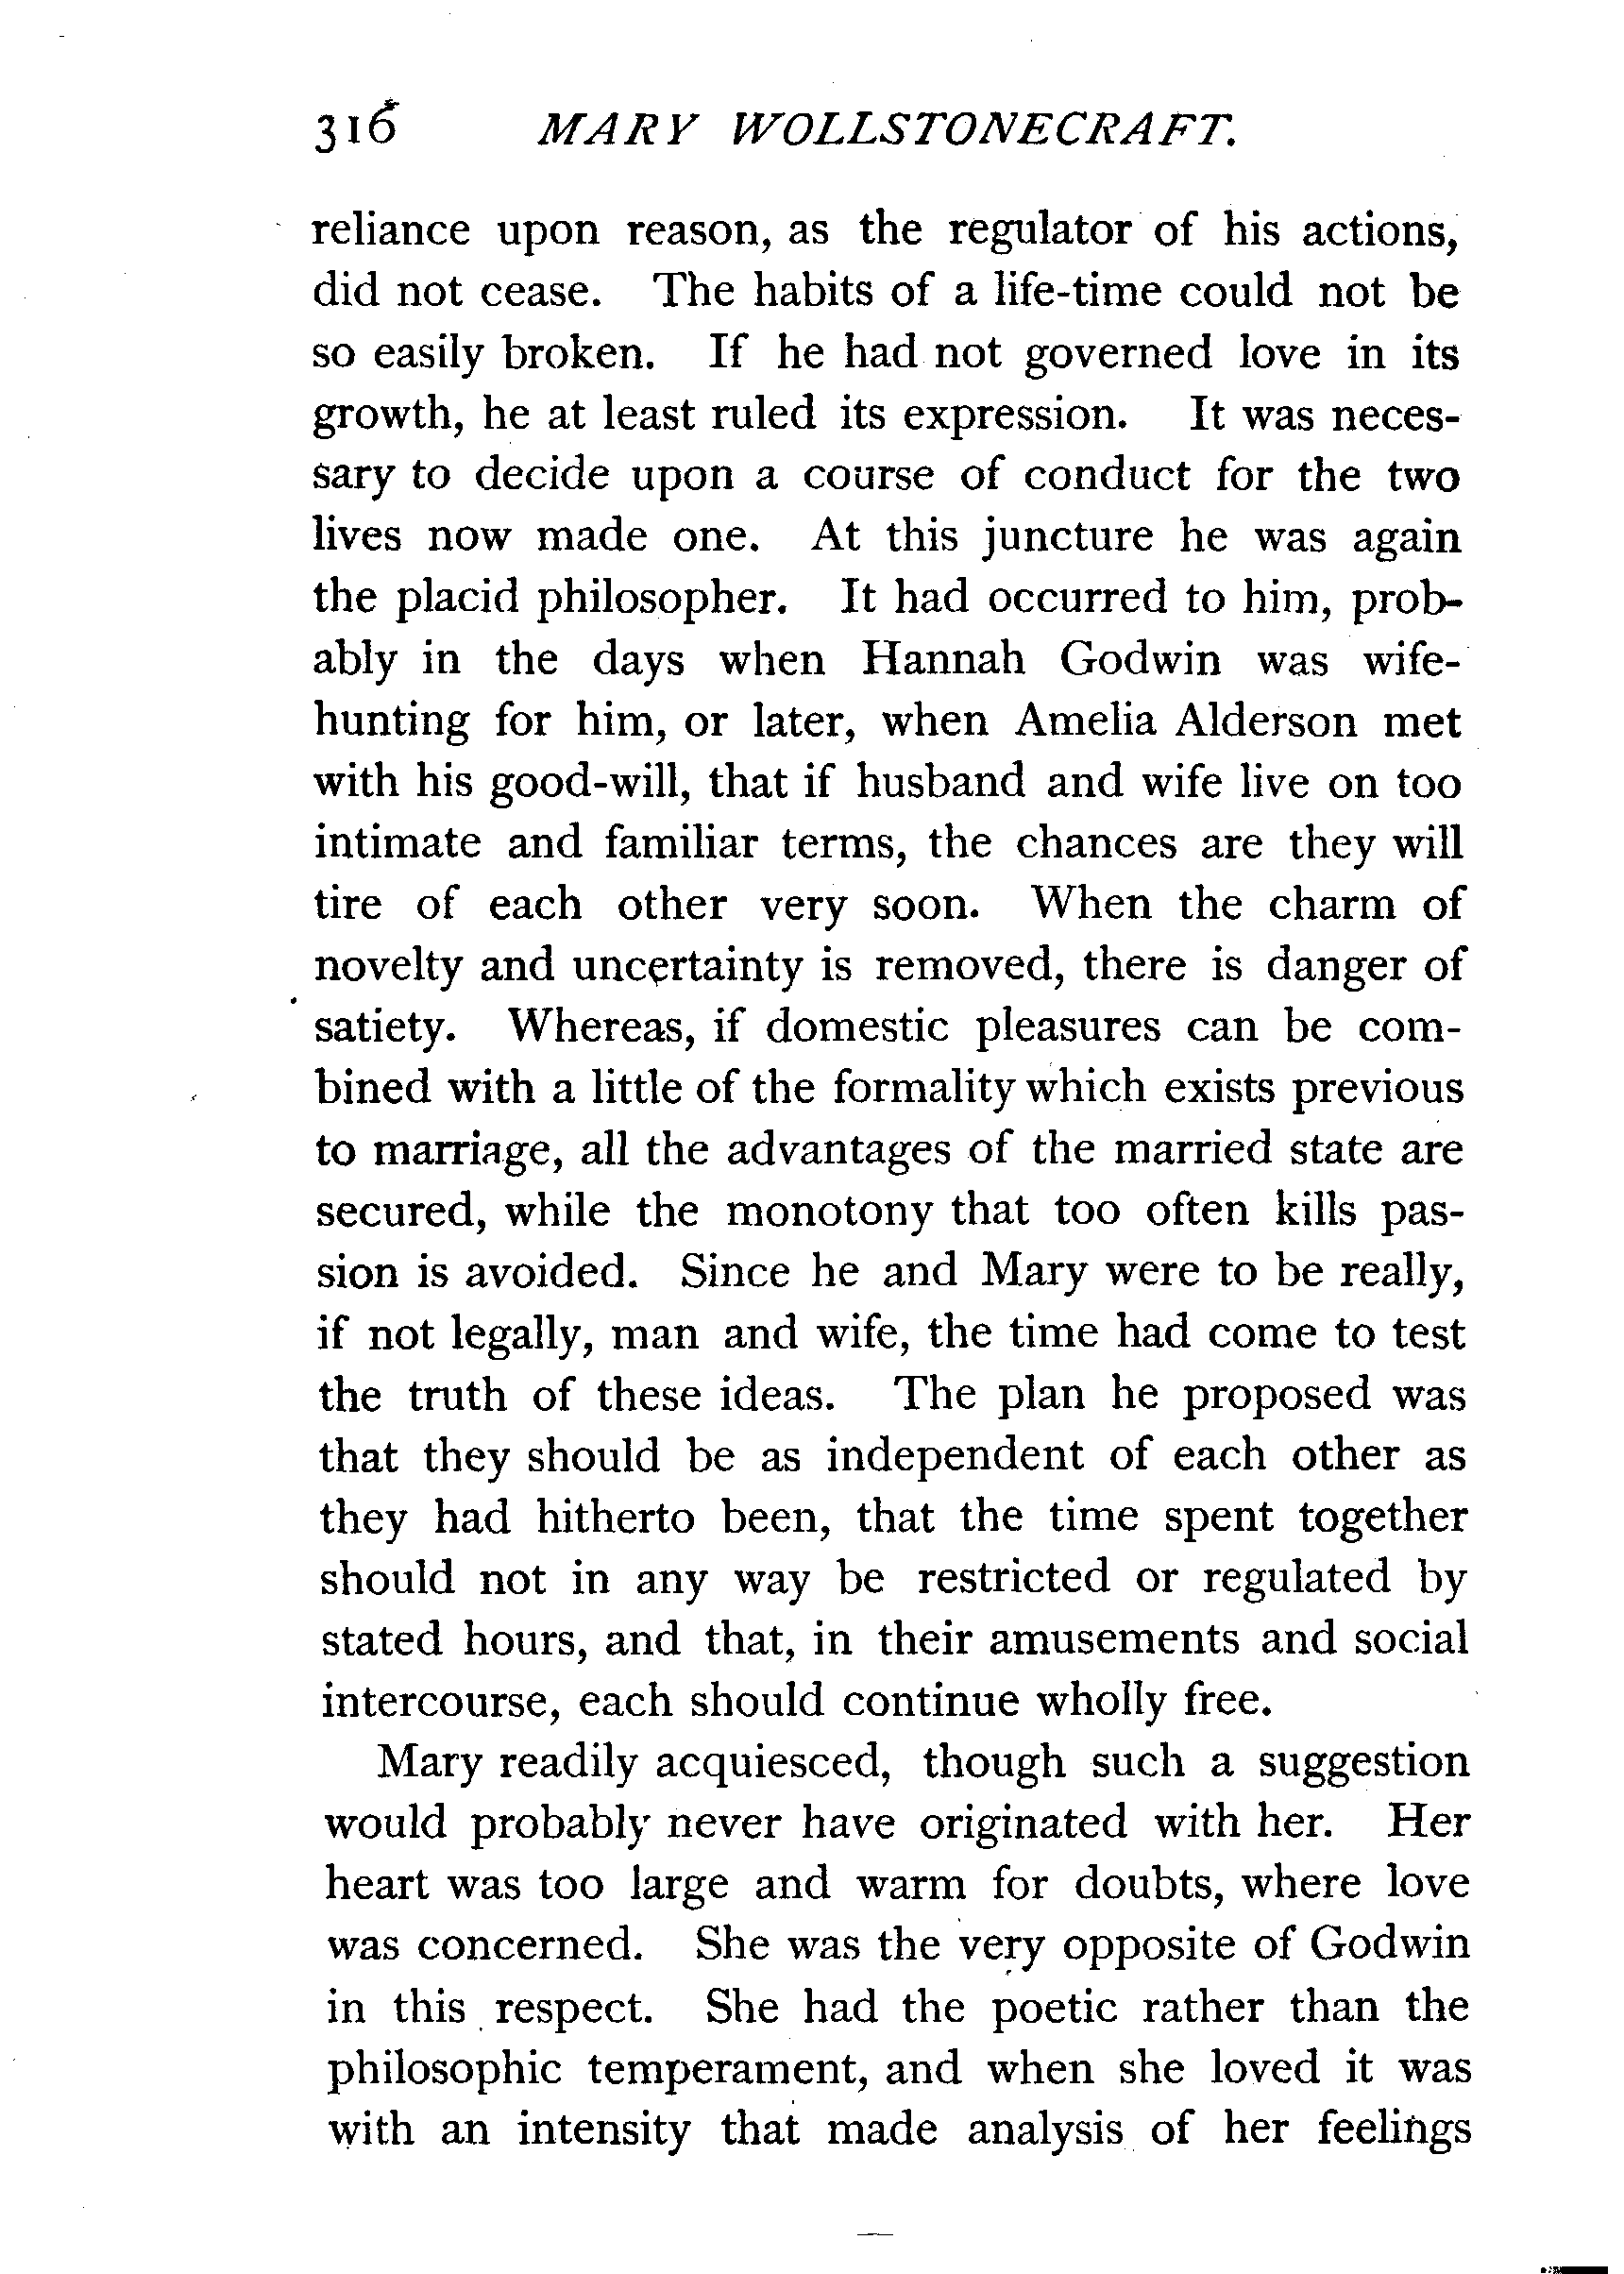 316 MARY WOLLSTONECRAFT.
reliance upon reason, as the regulator of his actions,
did not cease. The habits of a life-time could not be
so easily broken. If he had not governed love in its
growth, he at least ruled its expression. It was neces-
sary to decide upon a course of conduct for the two
lives now made one. At this juncture he was again
the placid philosopher. It had occurred to him, prob-
ably in the days when Hannah Godwin was wife-
hunting for him, or later, when Amelia Alderson met
with his good-will, that if husband and wife live on too
intimate and familiar terms, the chances are they will
tire of each other very soon. When the charm of
novelty and uncertainty is removed, there is danger of
satiety. Whereas, if domestic pleasures can be com-
bined with a little of the formality which exists previous
to marriage, all the advantages of the married state are
secured, while the monotony that too often kills pas-
sion is avoided. Since he and Mary were to be really,
if not legally, man and wife, the time had come to test
the truth of these ideas. The plan he proposed was
that they should be as independent of each other as
they had hitherto been, that the time spent together
should not in any way be restricted or regulated by
stated hours, and that, in their amusements and social
intercourse, each should continue wholly free.
Mary readily acquiesced, though such a suggestion
would probably never have originated with her. Her
heart was too large and warm for doubts, where love
was concerned. She was the very opposite of Godwin
in this respect. She had the poetic rather than the
philosophic temperament, and when she loved it was
with an intensity that made analysis of her feelings